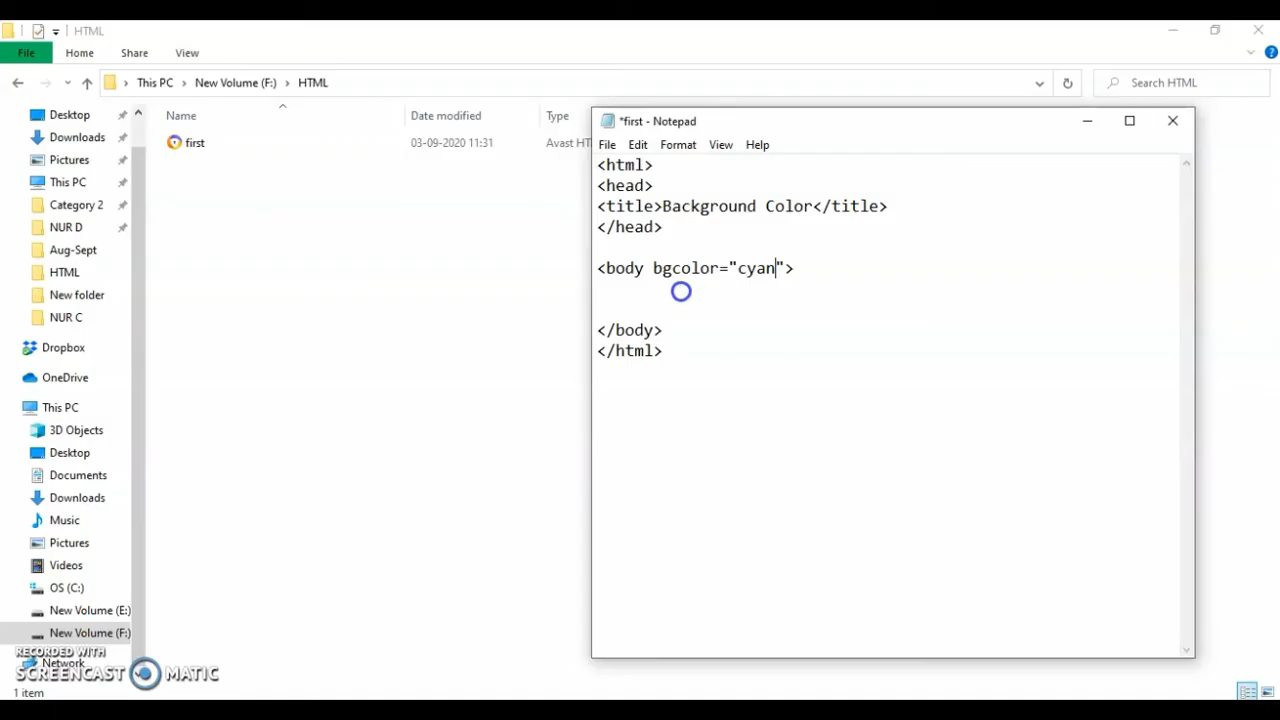 HTML
File Home Share View
This PC New Volume (F:) HTML Search HTML
Name Date modified Type
first 03-09-2020 11:31 Avast HT
Desktop
Downloads
Pictures
This PC
Category 2
NUR D
Aug-Sept
HTML
New folder
NUR C
Dropbox
OneDrive
This PC
3D Objects
Desktop
Documents
Downloads
Music
Pictures
Videos
OS (C:)
New Volume (E:)
New Volume (F:)
Network
1 item
*first - Notepad
File Edit Format View Help
<html>
<head>
<title>Background Color</title>
</head>
<body bgcolor="cyan">
</body>
</html>
RECORDED WITH
SCREENCAST MATIC